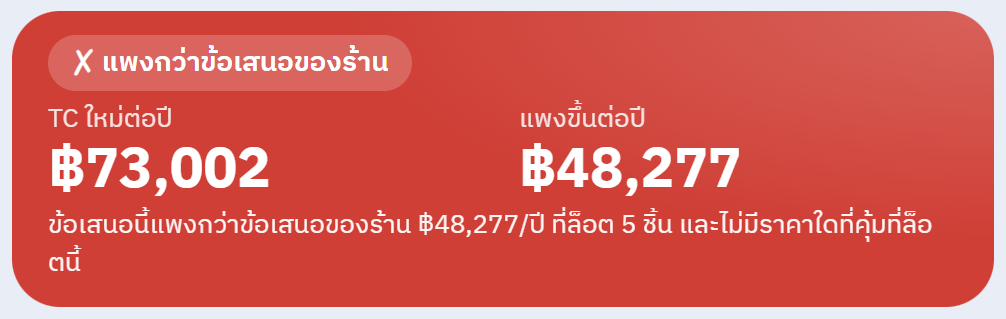 ✗ แพงกว่าข้อเสนอของร้าน
TC ใหม่ต่อปี
฿73,002
แพงขึ้นต่อปี
฿48,277
ข้อเสนอนี้แพงกว่าข้อเสนอของร้าน ฿48,277/ปี ที่ล็อต 5 ชิ้น และไม่มีราคาใดที่คุ้มที่ล็อ
ตนี้